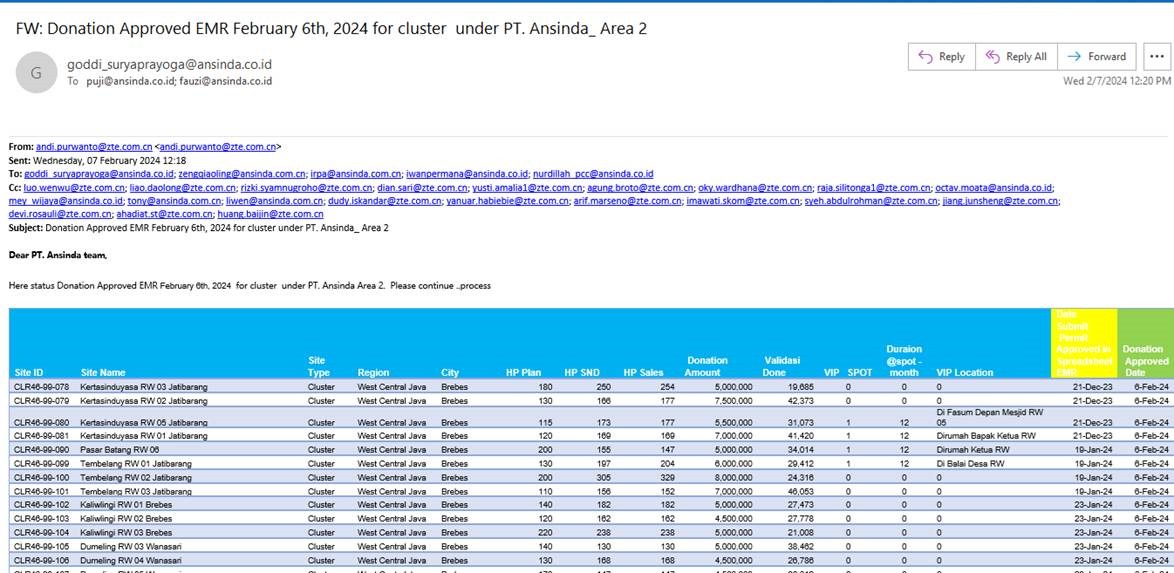 FW: Donation Approved EMR February 6th, 2024 for cluster under PT. Ansinda_ Area 2
G
goddi_suryaprayoga@ansinda.co.id
To puji@ansinda.co.id; fauzi@ansinda.co.id
Reply Reply All Forward ...
Wed 2/7/2024 12:20 PM
From: andi.purwanto@zte.com.cn <andi.purwanto@zte.com.cn>
Sent: Wednesday, 07 February 2024 12:18
To: goddi_suryaprayoga@ansinda.co.id; zengqiaoling@ansinda.com.cn; irpa@ansinda.com.cn; iwanpermana@ansinda.co.id; nurdillah_pcc@ansinda.co.id
Cc: luo.wenwu@zte.com.cn; liao.daolong@zte.com.cn; rizki.syamnugroho@zte.com.cn; dian.sari@zte.com.cn; yusti.amalia1@zte.com.cn; agung.broto@zte.com.cn; oky.wardhana@zte.com.cn; raja.silitonga1@zte.com.cn; octav.moata@ansinda.co.id;
mey_wijaya@ansinda.co.id; tony@ansinda.com.cn; liwen@ansinda.com.cn; dudy.iskandar@zte.com.cn; yanuar.habiebie@zte.com.cn; arif.marseno@zte.com.cn; imawati.skom@zte.com.cn; syeh.abdulrohman@zte.com.cn; jiang.junsheng@zte.com.cn;
devi.rosauli@zte.com.cn; ahadiat.st@zte.com.cn; huang.baijin@zte.com.cn
Subject: Donation Approved EMR February 6th, 2024 for cluster under PT. Ansinda_ Area 2
Dear PT. Ansinda team,
Here status Donation Approved EMR February 6th, 2024 for cluster under PT. Ansinda Area 2. Please continue ..process
Site ID Site Name Site Type Region City HP Plan HP SND HP Sales Donation Amount Validasi Done VIP SPOT Duraion @spot - month VIP Location Date Submit Permit Approved in Spreadsheet EMR Donation Approved Date
CLR46-99-078 Kertasinduyasa RW 03 Jatibarang Cluster West Central Java Brebes 180 250 254 5,000,000 19,685 0 0 0 21-Dec-23 6-Feb-24
CLR46-99-079 Kertasinduyasa RW 02 Jatibarang Cluster West Central Java Brebes 130 166 177 7,500,000 42,373 0 0 0 21-Dec-23 6-Feb-24
CLR46-99-080 Kertasinduyasa RW 05 Jatibarang Cluster West Central Java Brebes 115 173 177 5,500,000 31,073 1 12 Di Fasum Depan Mesjid RW 05 21-Dec-23 6-Feb-24
CLR46-99-081 Kertasinduyasa RW 01 Jatibarang Cluster West Central Java Brebes 120 169 169 7,000,000 41,420 1 12 Dirumah Bapak Ketua RW 21-Dec-23 6-Feb-24
CLR46-99-090 Pasar Batang RW 06 Cluster West Central Java Brebes 200 155 147 5,000,000 34,014 1 12 Dirumah Ketua RW 19-Jan-24 6-Feb-24
CLR46-99-099 Tembelang RW 01 Jatibarang Cluster West Central Java Brebes 130 197 204 6,000,000 29,412 1 12 Di Balai Desa RW 19-Jan-24 6-Feb-24
CLR46-99-100 Tembelang RW 02 Jatibarang Cluster West Central Java Brebes 200 305 329 8,000,000 24,316 0 0 0 19-Jan-24 6-Feb-24
CLR46-99-101 Tembelang RW 03 Jatibarang Cluster West Central Java Brebes 110 156 152 7,000,000 46,053 0 0 0 19-Jan-24 6-Feb-24
CLR46-99-102 Kaliwlingi RW 01 Brebes Cluster West Central Java Brebes 140 182 182 5,000,000 27,473 0 0 0 23-Jan-24 6-Feb-24
CLR46-99-103 Kaliwlingi RW 02 Brebes Cluster West Central Java Brebes 120 162 162 4,500,000 27,778 0 0 0 23-Jan-24 6-Feb-24
CLR46-99-104 Kaliwlingi RW 03 Brebes Cluster West Central Java Brebes 220 238 238 5,000,000 21,008 0 0 0 23-Jan-24 6-Feb-24
CLR46-99-105 Dumeling RW 03 Wanasari Cluster West Central Java Brebes 140 130 130 5,000,000 38,462 0 0 0 23-Jan-24 6-Feb-24
CLR46-99-106 Dumeling RW 04 Wanasari Cluster West Central Java Brebes 130 168 168 4,500,000 26,786 0 0 0 23-Jan-24 6-Feb-24